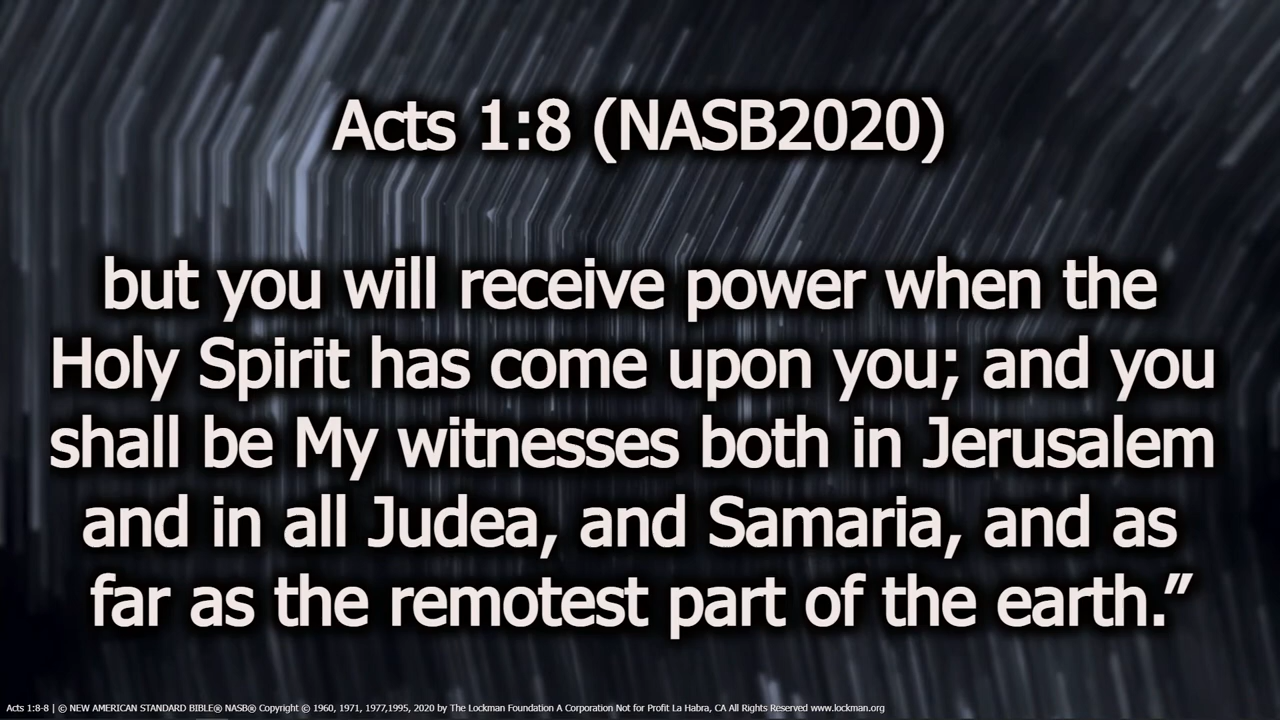 Acts 1:8 (NASB2020)
but you will receive power when the
Holy Spirit has come upon you; and you
shall be My witnesses both in Jerusalem
and in all Judea, and Samaria, and as
far as the remotest part of the earth.”
Acts 1:8-8 | © NEW AMERICAN STANDARD BIBLE® NASB® Copyright © 1960, 1971, 1977,1995, 2020 by The Lockman Foundation A Corporation Not for Profit La Habra, CA All Rights Reserved www.lockman.org